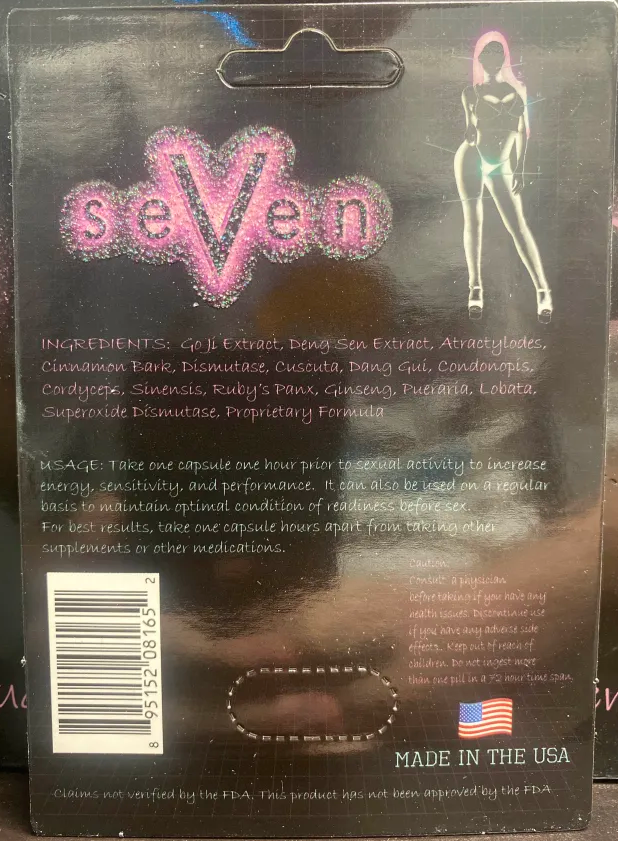 seVen
INGREDIENTS: Go Ji Extract, Deng Sen Extract, Atractylodes,
Cinnamon Bark, Dismutase, Cuscuta, Dang Gui, Condonopis,
Cordyceps, Sinensis, Ruby's Panx, Ginseng, Pueraria, Lobata,
Superoxide Dismutase, Proprietary Formula
USAGE: Take one capsule one hour prior to sexual activity to increase
energy, sensitivity, and performance. It can also be used on a regular
basis to maintain optimal condition of readiness before sex.
For best results, take one capsule hours apart from taking other
supplements or other medications.
Caution:
Consult a physician
before taking if you have any
health issues. Discontinue use
if you have any adverse side
effects. Keep out of reach of
children. Do not ingest more
than one pill in a 72 hour time span.
8 95152 08165 2
MADE IN THE USA
Claims not verified by the FDA. This product has not been approved by the FDA